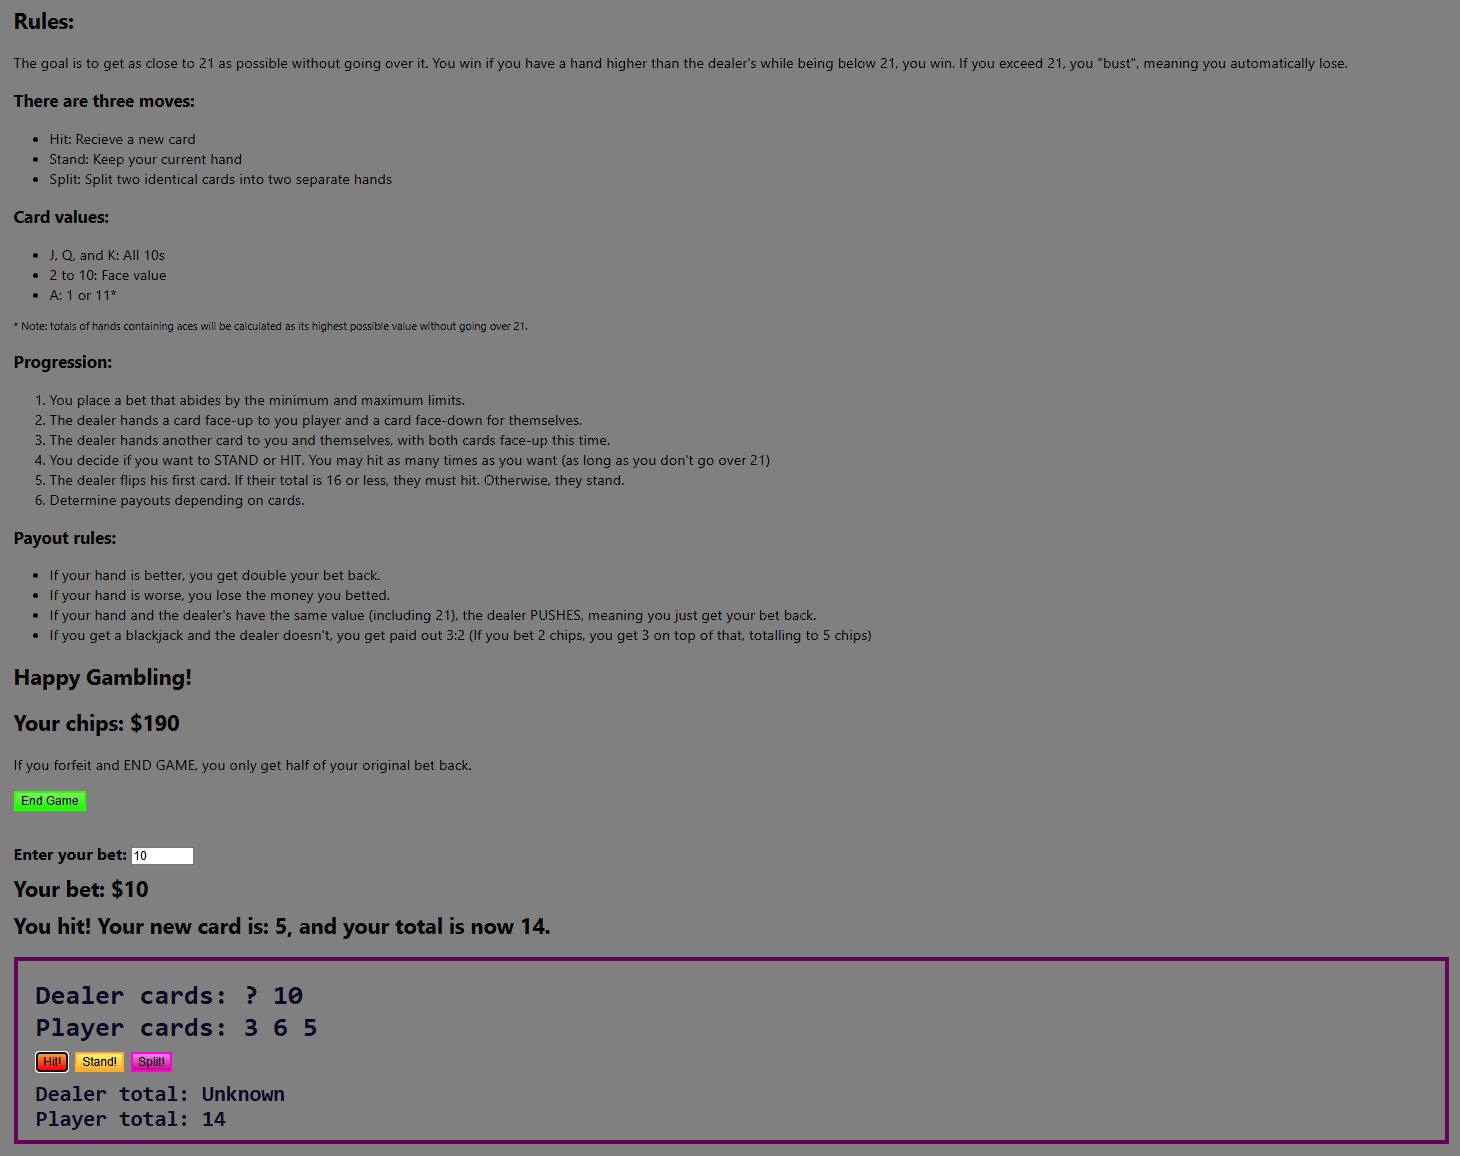 Rules:
The goal is to get as close to 21 as possible without going over it. You win if you have a hand higher than the dealer's while being below 21, you win. If you exceed 21, you "bust", meaning you automatically lose.
There are three moves:
• Hit: Recieve a new card
• Stand: Keep your current hand
• Split: Split two identical cards into two separate hands
Card values:
• J, Q, and K: All 10s
• 2 to 10: Face value
• A: 1 or 11*
* Note: totals of hands containing aces will be calculated as its highest possible value without going over 21.
Progression:
1. You place a bet that abides by the minimum and maximum limits.
2. The dealer hands a card face-up to you player and a card face-down for themselves.
3. The dealer hands another card to you and themselves, with both cards face-up this time.
4. You decide if you want to STAND or HIT. You may hit as many times as you want (as long as you don't go over 21)
5. The dealer flips his first card. If their total is 16 or less, they must hit. Otherwise, they stand.
6. Determine payouts depending on cards.
Payout rules:
• If your hand is better, you get double your bet back.
• If your hand is worse, you lose the money you betted.
• If your hand and the dealer's have the same value (including 21), the dealer PUSHES, meaning you just get your bet back.
• If you get a blackjack and the dealer doesn't, you get paid out 3:2 (If you bet 2 chips, you get 3 on top of that, totalling to 5 chips)
Happy Gambling!
Your chips: $190
If you forfeit and END GAME, you only get half of your original bet back.
End Game
Enter your bet: 10
Your bet: $10
You hit! Your new card is: 5, and your total is now 14.
Dealer cards: ? 10
Player cards: 3 6 5
Hit! Stand! Split!
Dealer total: Unknown
Player total: 14